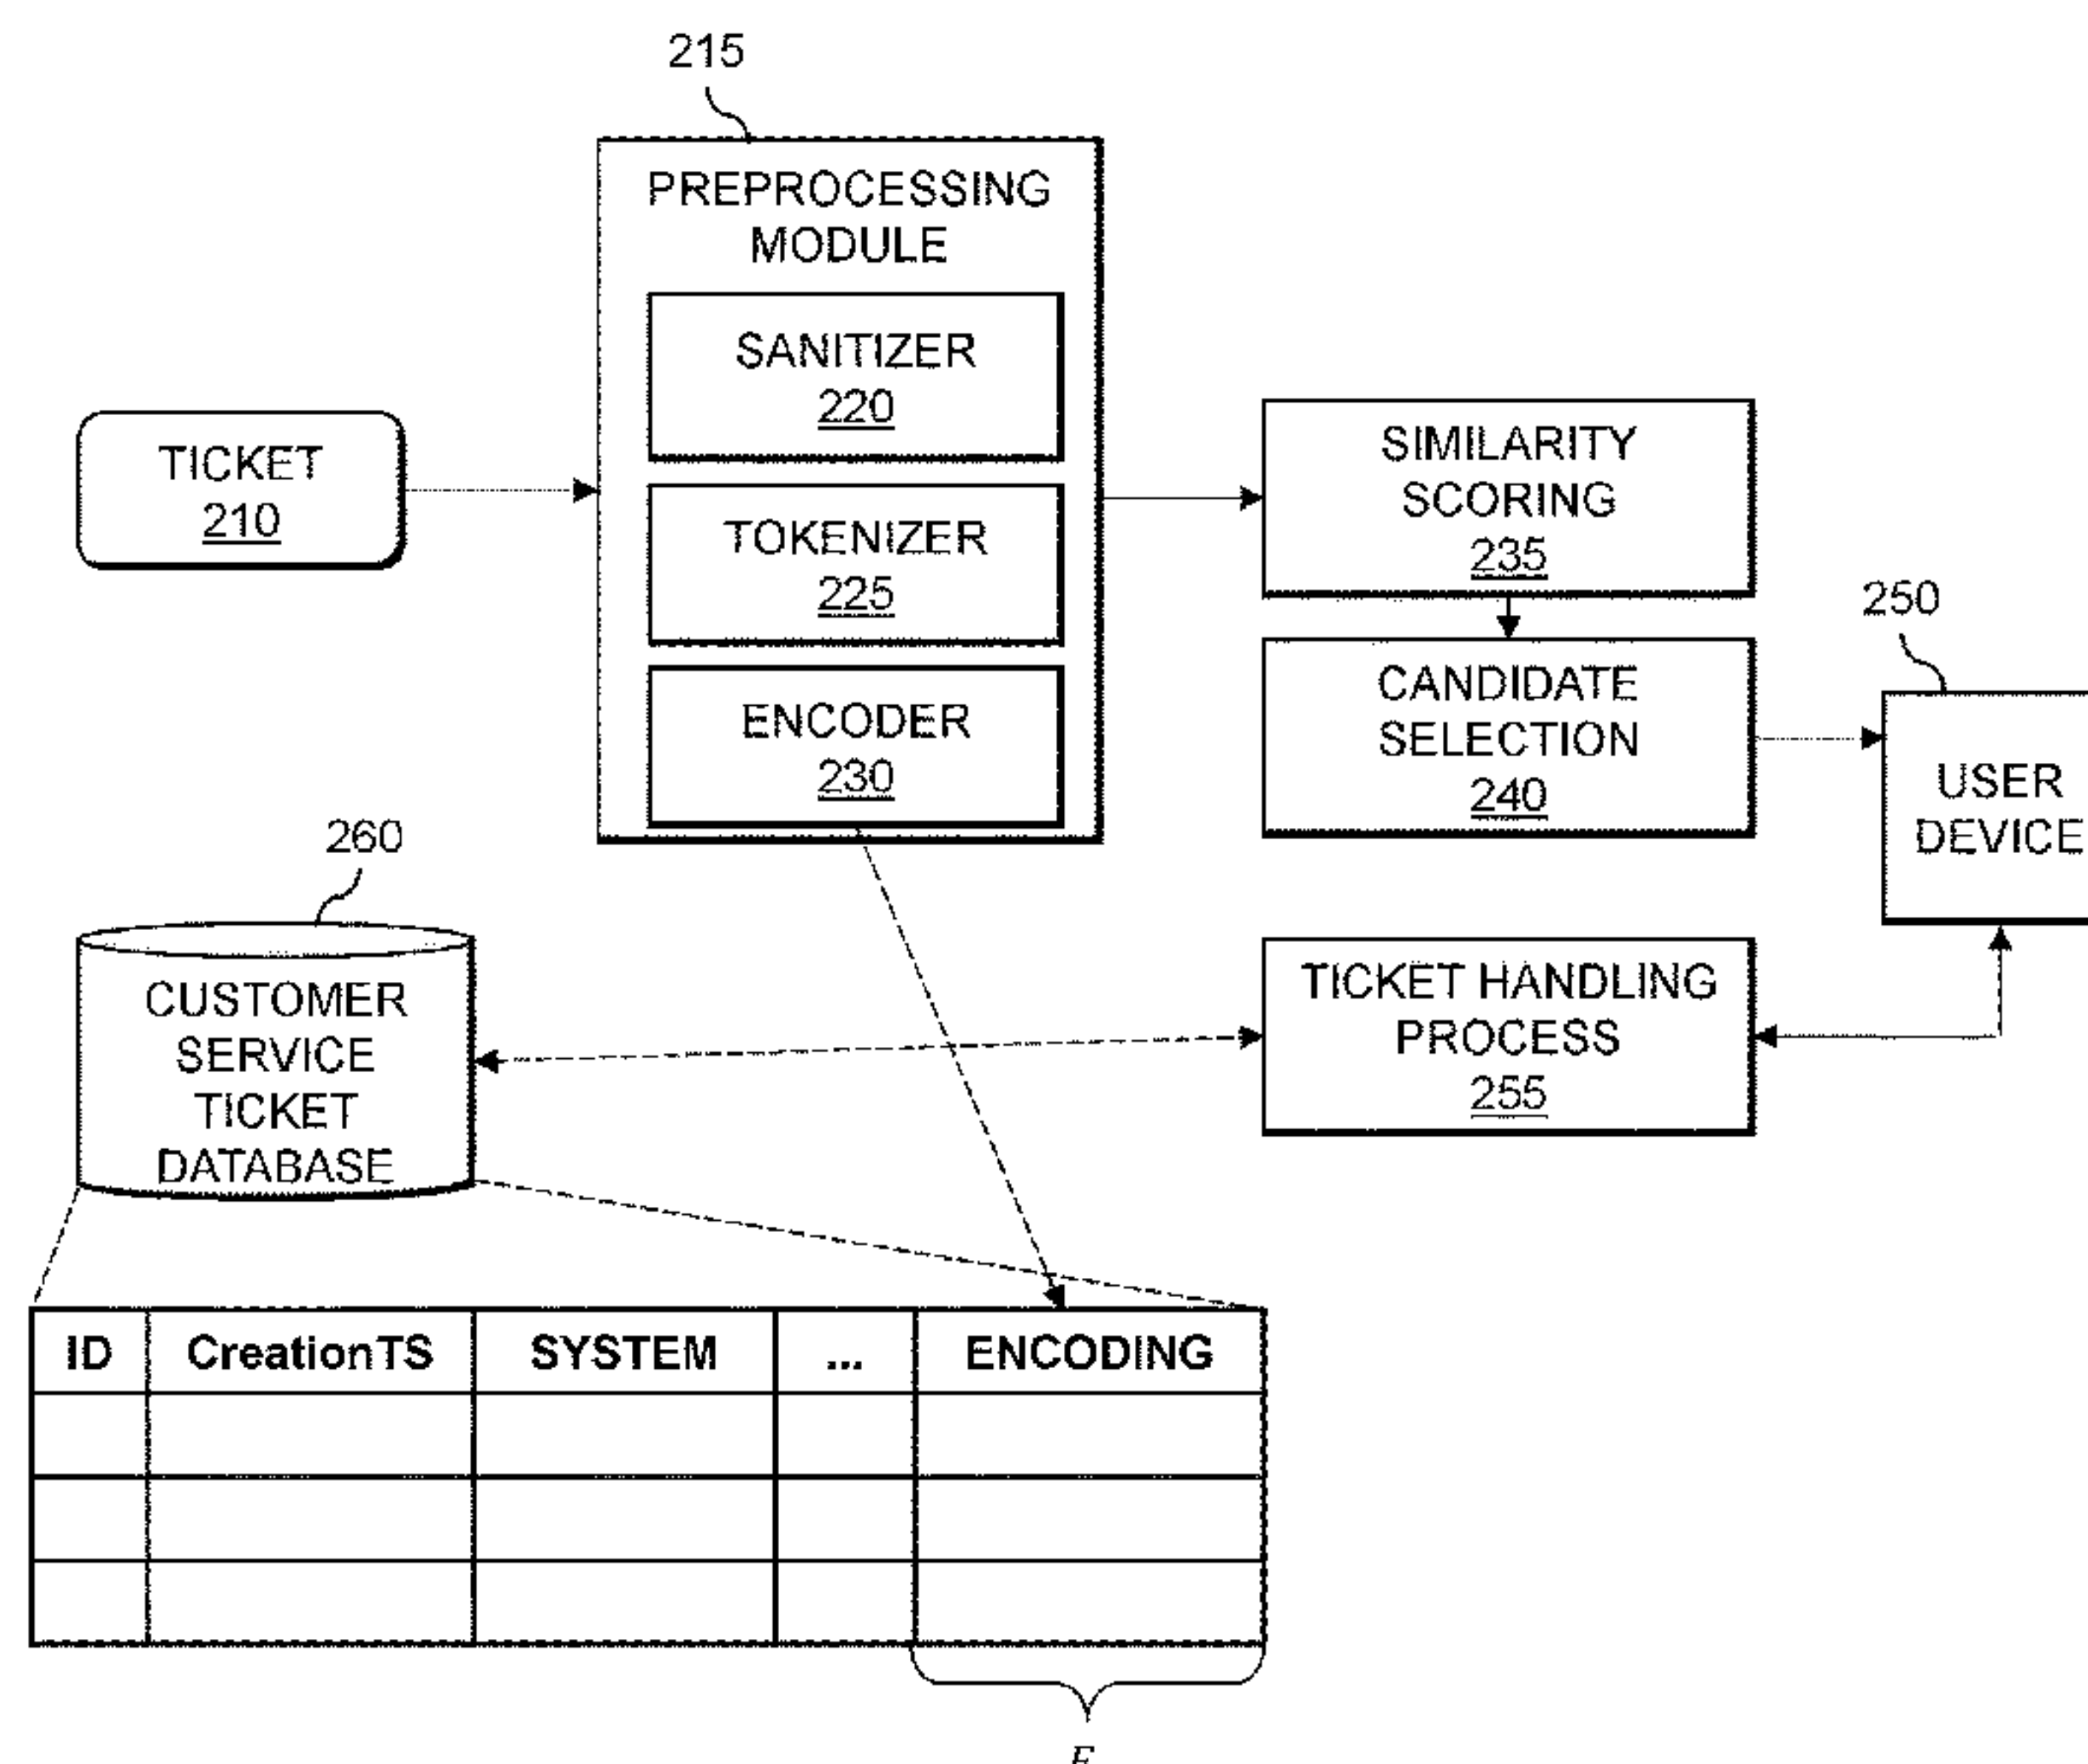 215
PREPROCESSING
MODULE
SANITIZER
220
TICKET
210
TOKENIZER
225
ENCODER
230
SIMILARITY
SCORING
235
CANDIDATE
SELECTION
240
250
USER
DEVICE
260
CUSTOMER
SERVICE
TICKET
DATABASE
TICKET HANDLING
PROCESS
255
ID CreationTS SYSTEM ... ENCODING
E